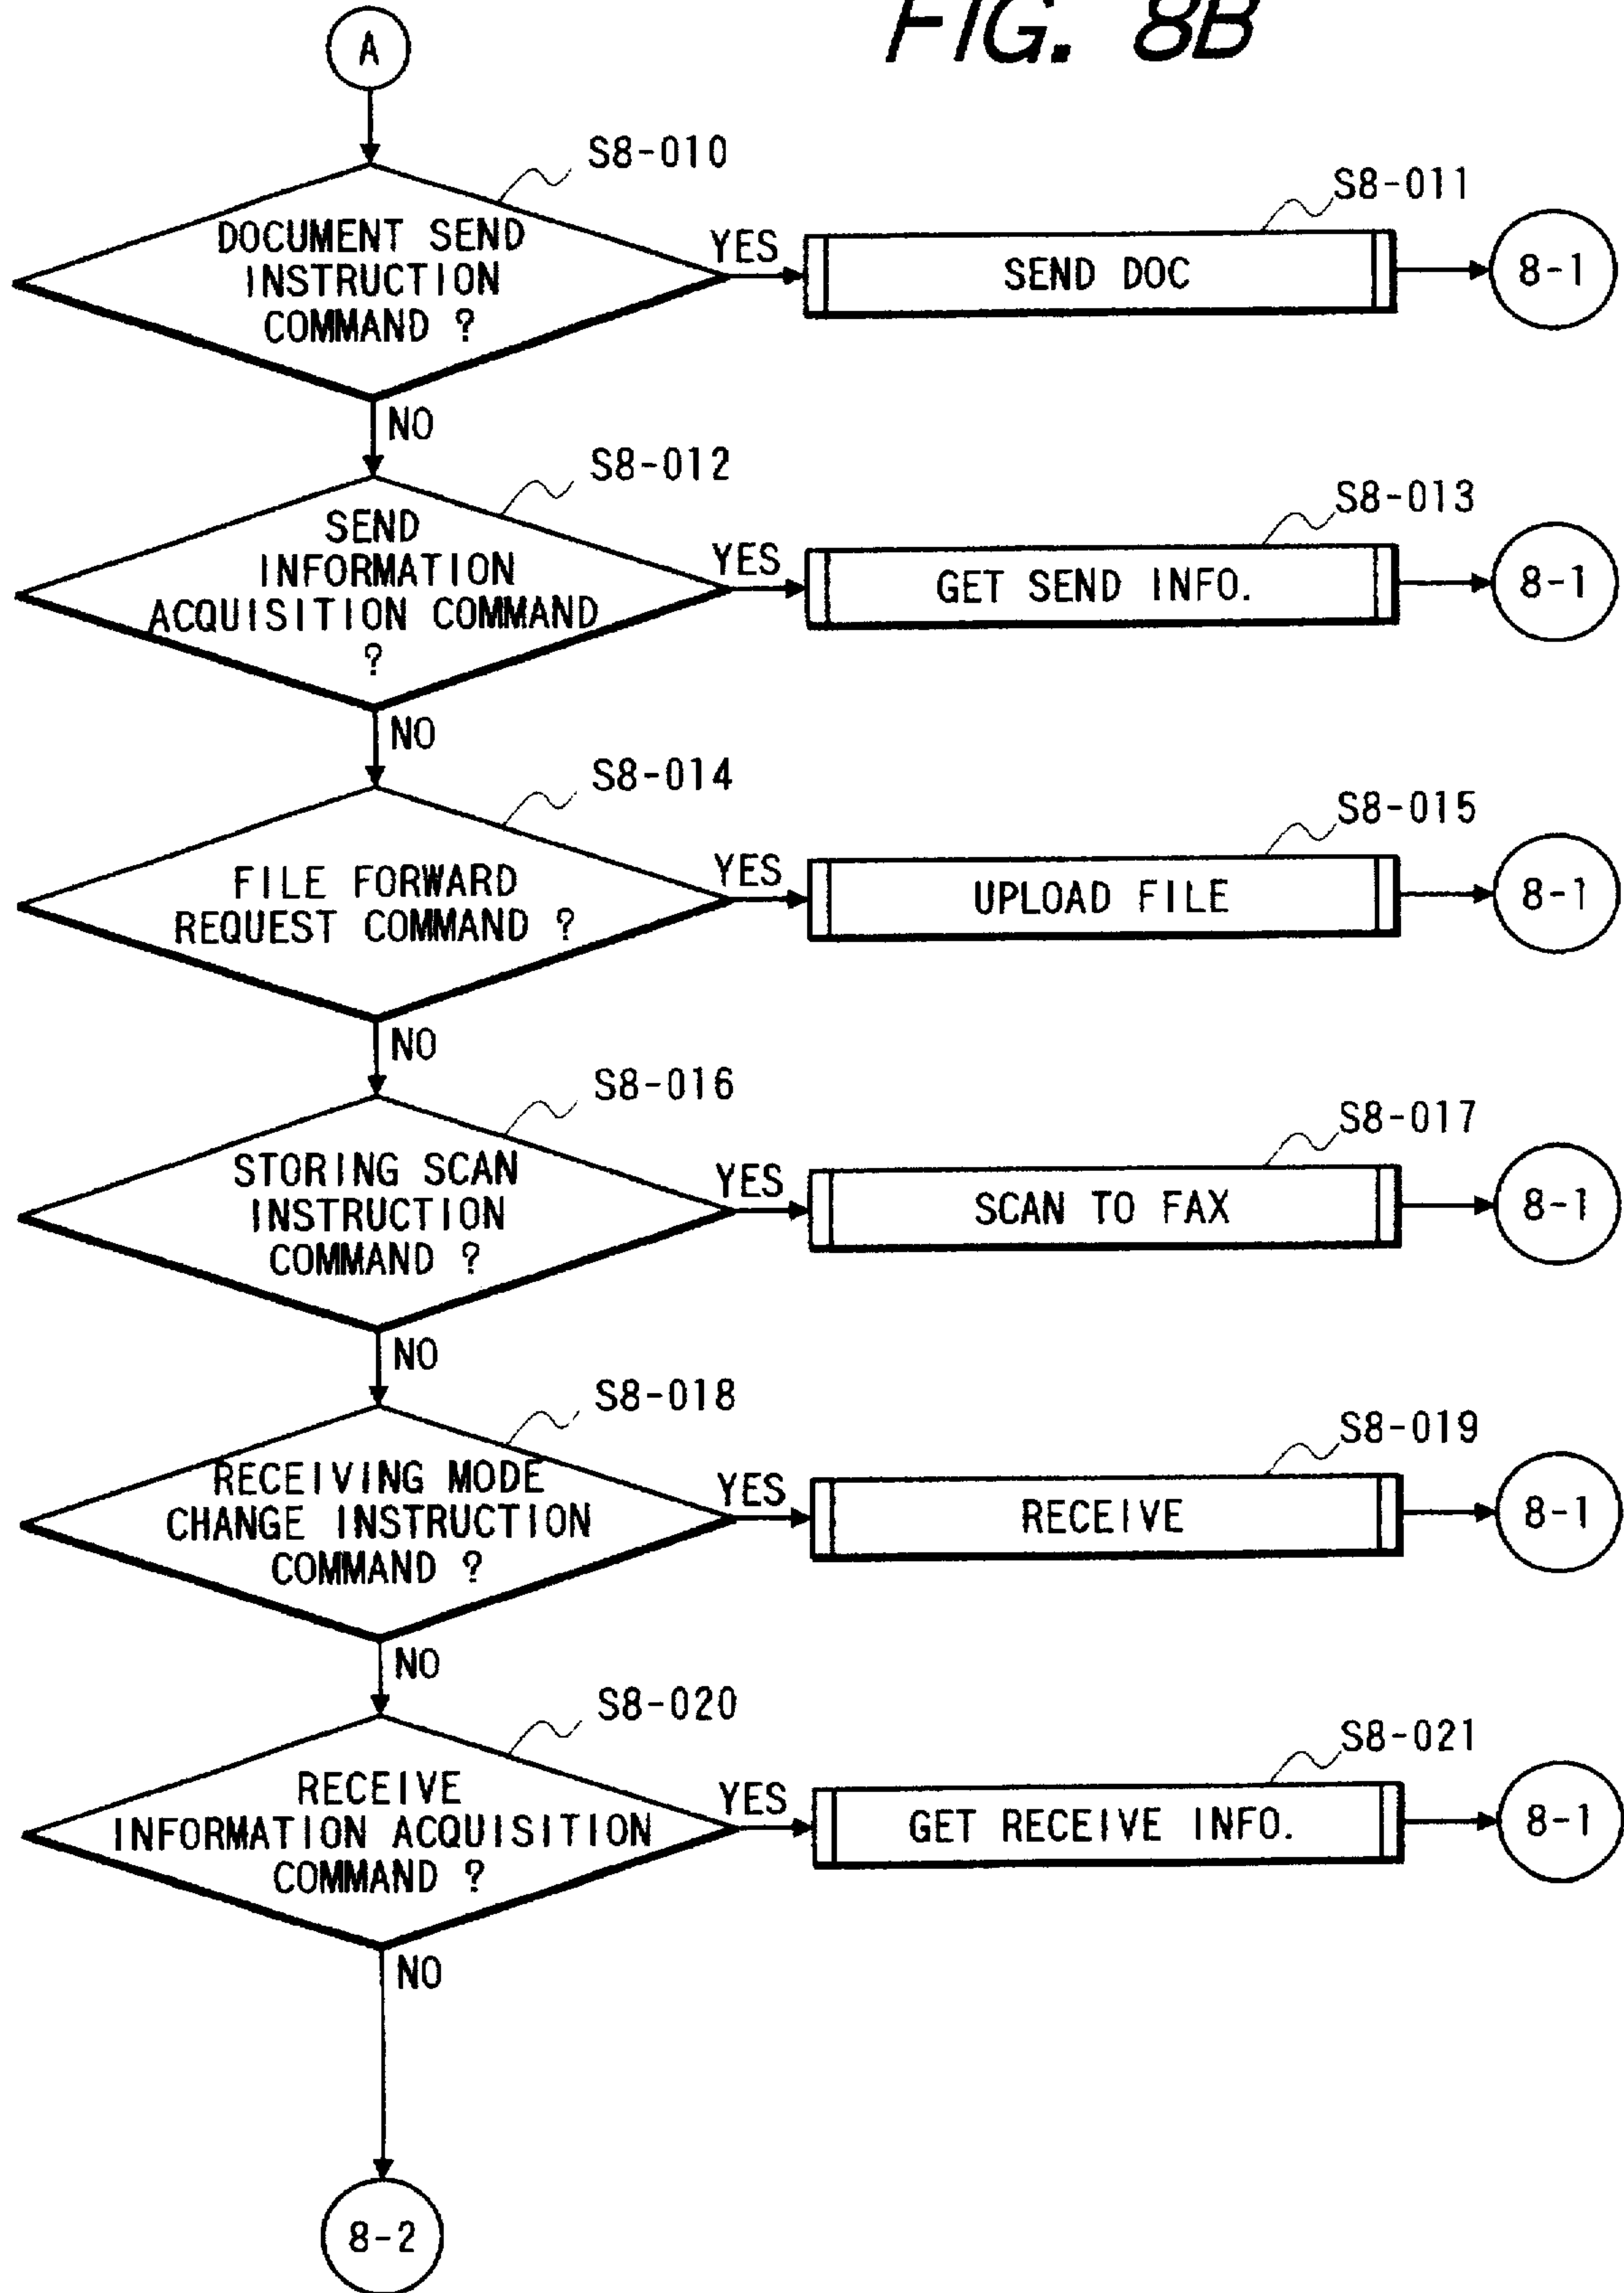 FIG. 8B
A
S8-010
DOCUMENT SEND
INSTRUCTION
COMMAND ?
YES
S8-011
SEND DOC
8-1
NO
S8-012
SEND
INFORMATION
ACQUISITION COMMAND
?
YES
S8-013
GET SEND INFO.
8-1
NO
S8-014
FILE FORWARD
REQUEST COMMAND ?
YES
S8-015
UPLOAD FILE
8-1
NO
S8-016
STORING SCAN
INSTRUCTION
COMMAND ?
YES
S8-017
SCAN TO FAX
8-1
NO
S8-018
RECEIVING MODE
CHANGE INSTRUCTION
COMMAND ?
YES
S8-019
RECEIVE
8-1
NO
S8-020
RECEIVE
INFORMATION ACQUISITION
COMMAND ?
YES
S8-021
GET RECEIVE INFO.
8-1
NO
8-2